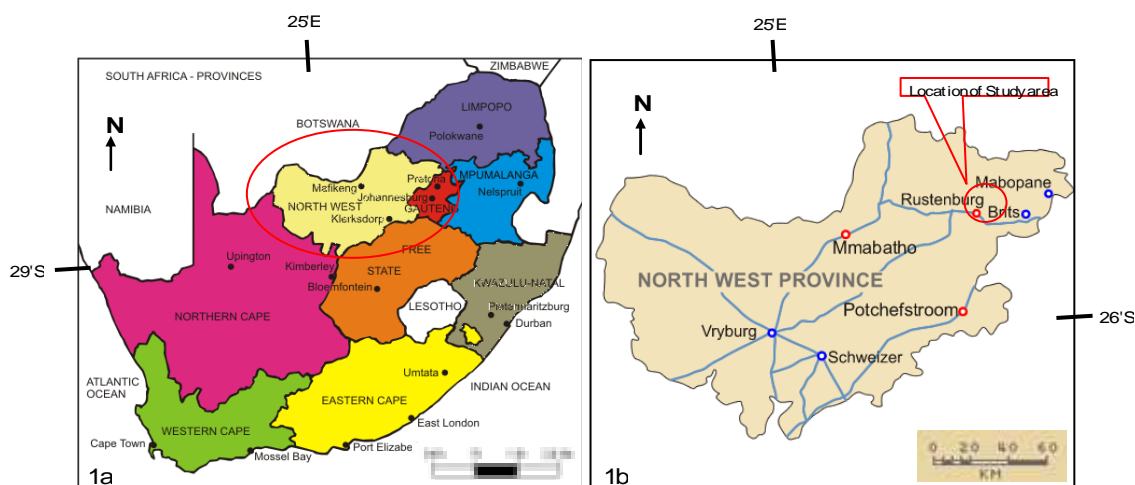 25'E
SOUTH AFRICA - PROVINCES
ZIMBABWE
N
BOTSWANA
LIMPOPO
Polokwane
NAMIBIA
Mafikeng
Pretoria
MPUMALANGA
Johannesburg
Nelspruit
NORTH WEST
GAUTENG
Klerksdorp
29'S
Upington
Kimberley
FREE
STATE
Bloemfontein
LESOTHO
KWAZULU-NATAL
Pietermaritzburg
Durban
NORTHERN CAPE
Umtata
ATLANTIC
OCEAN
INDIAN OCEAN
EASTERN CAPE
WESTERN CAPE
East London
Cape Town
Port Elizabe
Mossel Bay
1a
25'E
Location of Study area
N
Mabopane
Rustenburg
Brits
Mmabatho
NORTH WEST PROVINCE
Potchefstroom
26'S
Vryburg
Schweizer
0 20 40 60
KM
1b